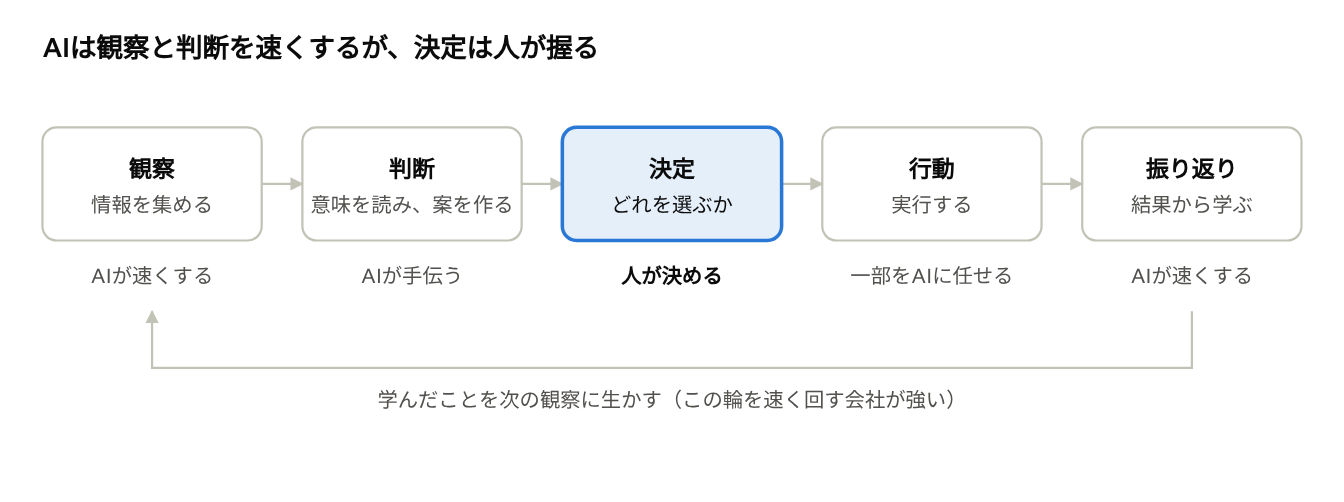 AIは観察と判断を速くするが、決定は人が握る
観察
情報を集める
AIが速くする
判断
意味を読み、案を作る
AIが手伝う
決定
どれを選ぶか
人が決める
行動
実行する
一部をAIに任せる
振り返り
結果から学ぶ
AIが速くする
学んだことを次の観察に生かす（この輪を速く回す会社が強い）